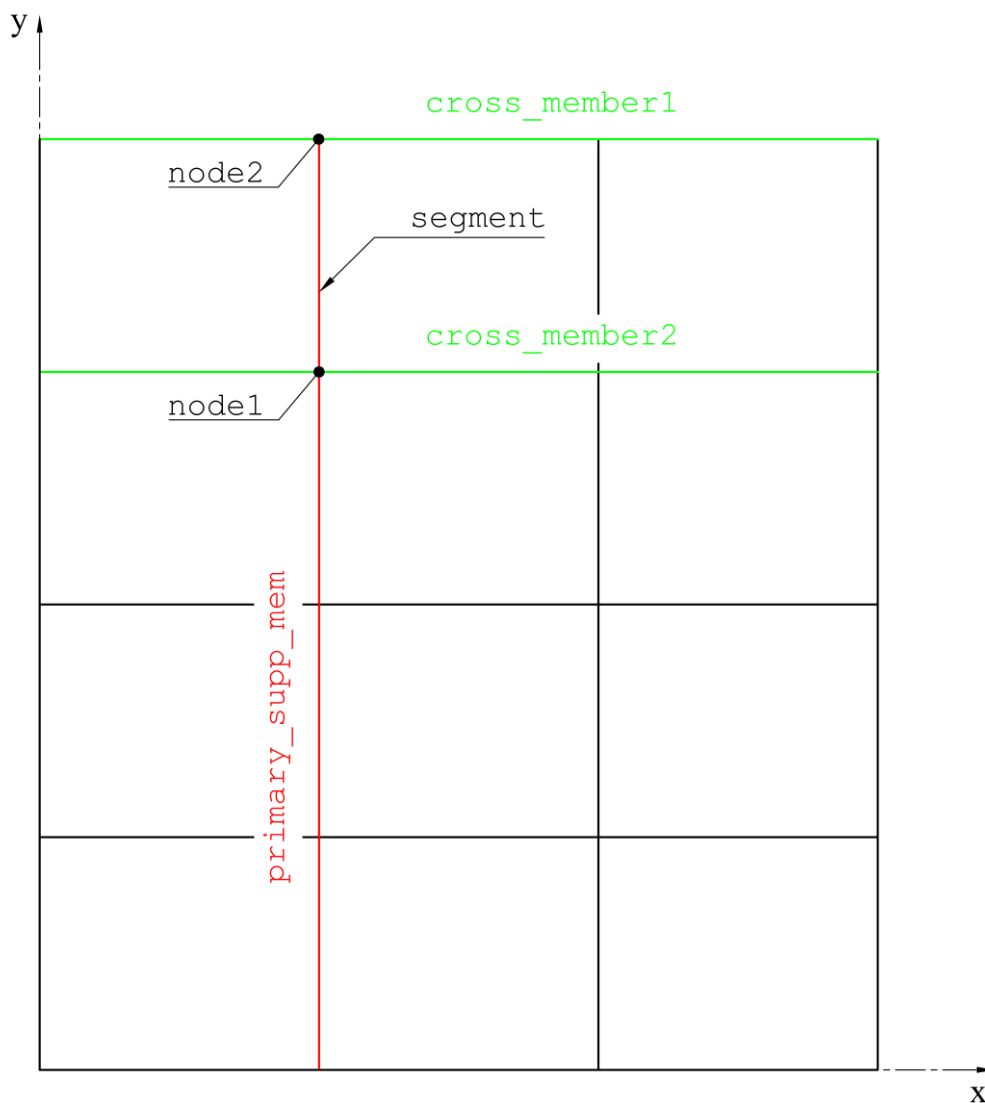 y
cross_member1
node2
segment
cross_member2
node1
primary_supp_mem
x